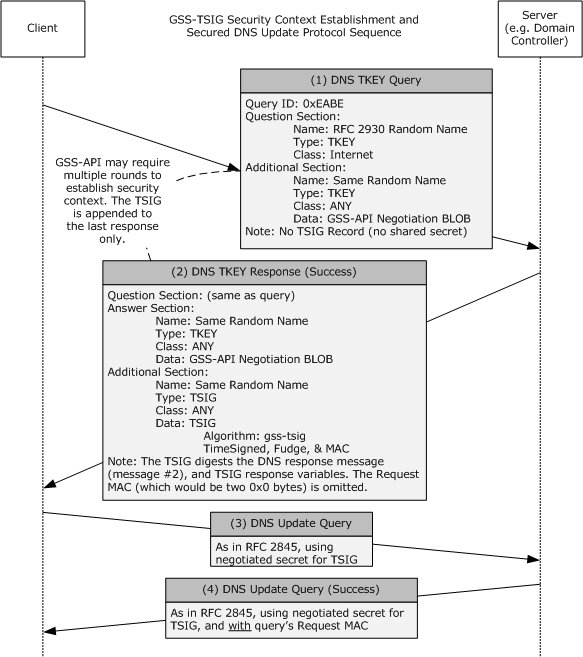 GSS-TSIG Security Context Establishment and
Secured DNS Update Protocol Sequence
Client
Server
(e.g. Domain
Controller)
(1) DNS TKEY Query
Query ID: 0xEABE
Question Section:
Name: RFC 2930 Random Name
Type: TKEY
Class: Internet
Additional Section:
Name: Same Random Name
Type: TKEY
Class: ANY
Data: GSS-API Negotiation BLOB
Note: No TSIG Record (no shared secret)
GSS-API may require
multiple rounds to
establish security
context. The TSIG
is appended to
the last response
only.
(2) DNS TKEY Response (Success)
Question Section: (same as query)
Answer Section:
Name: Same Random Name
Type: TKEY
Class: ANY
Data: GSS-API Negotiation BLOB
Additional Section:
Name: Same Random Name
Type: TSIG
Class: ANY
Data: TSIG
Algorithm: gss-tsig
TimeSigned, Fudge, & MAC
Note: The TSIG digests the DNS response message
(message #2), and TSIG response variables. The Request
MAC (which would be two 0x0 bytes) is omitted.
(3) DNS Update Query
As in RFC 2845, using
negotiated secret for TSIG
(4) DNS Update Query (Success)
As in RFC 2845, using negotiated secret for
TSIG, and with query's Request MAC